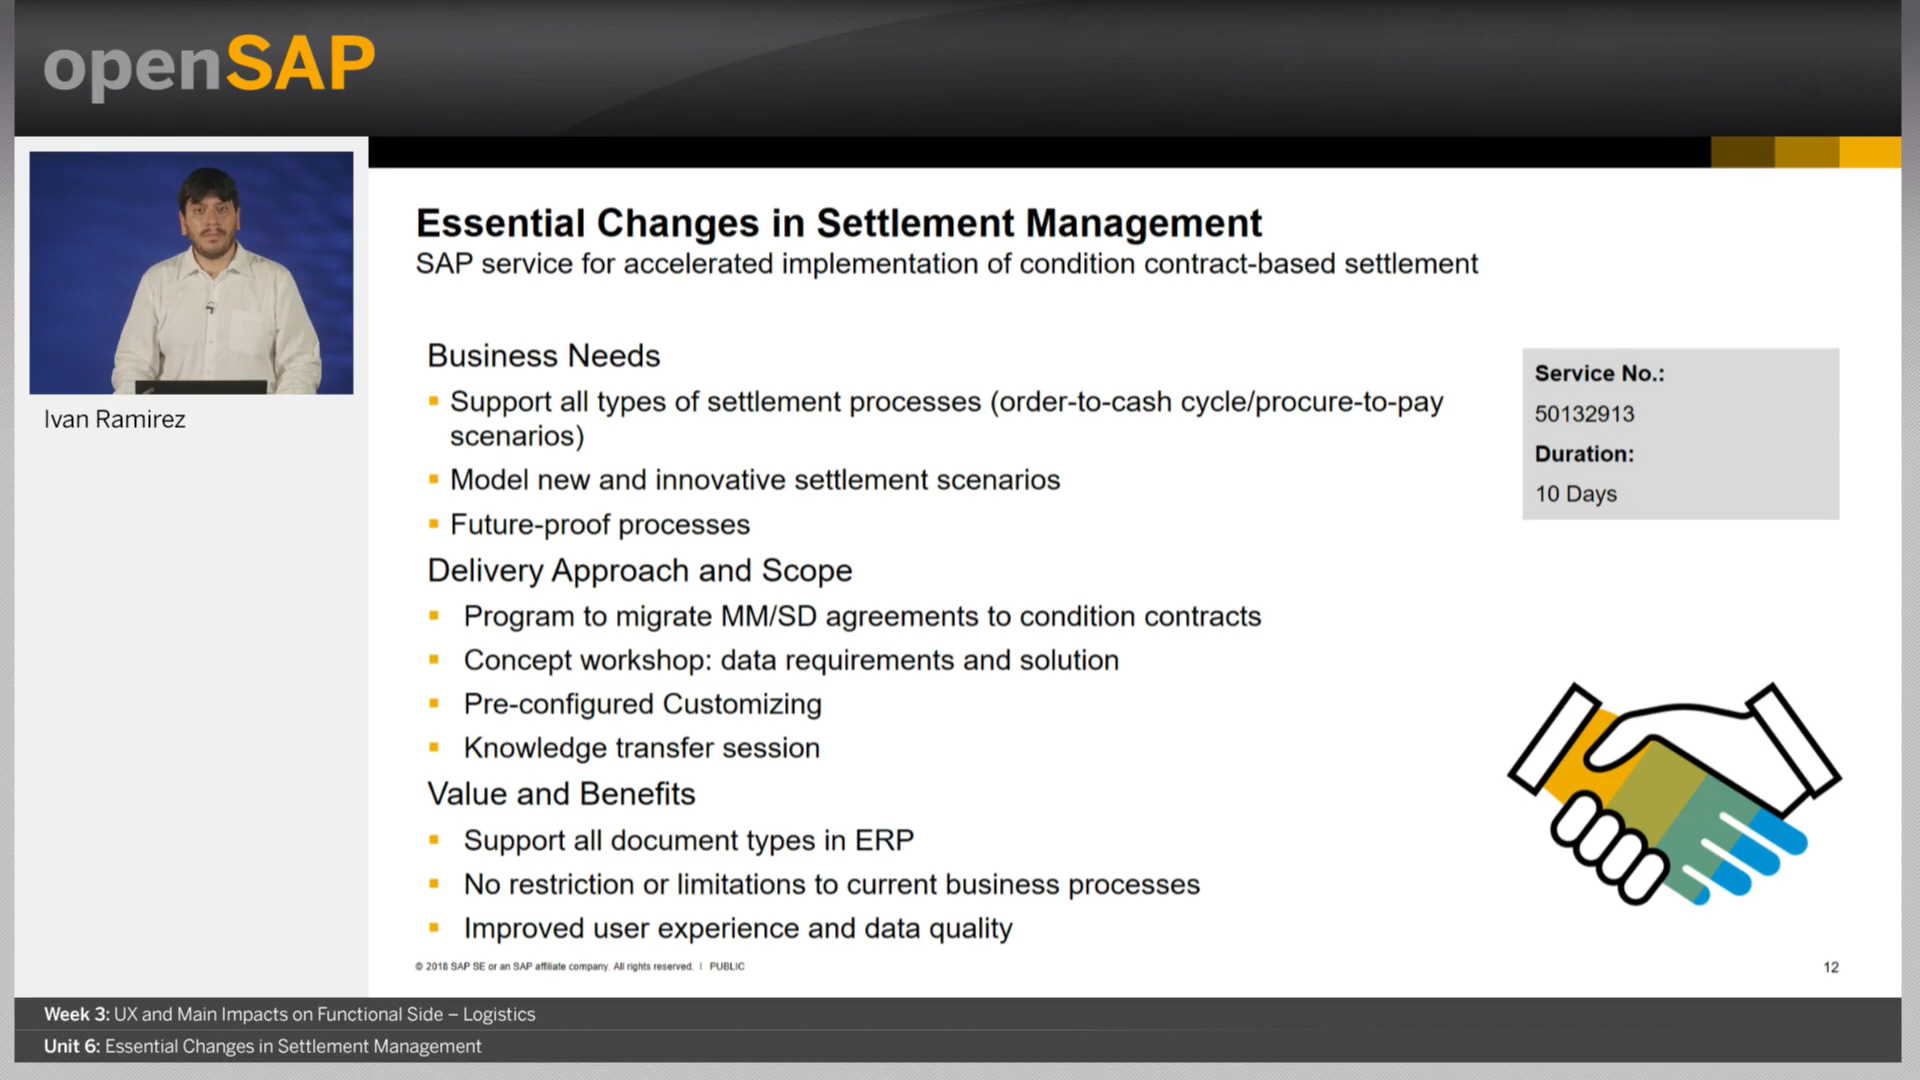 openSAP
Ivan Ramirez
Essential Changes in Settlement Management
SAP service for accelerated implementation of condition contract-based settlement
Business Needs
Support all types of settlement processes (order-to-cash cycle/procure-to-pay
scenarios)
Model new and innovative settlement scenarios
Future-proof processes
Delivery Approach and Scope
Program to migrate MM/SD agreements to condition contracts
Concept workshop: data requirements and solution
Pre-configured Customizing
Knowledge transfer session
Value and Benefits
Support all document types in ERP
No restriction or limitations to current business processes
Improved user experience and data quality
Service No.:
50132913
Duration:
10 Days
© 2018 SAP SE or an SAP affiliate company. All rights reserved. I PUBLIC
12
Week 3: UX and Main Impacts on Functional Side – Logistics
Unit 6: Essential Changes in Settlement Management